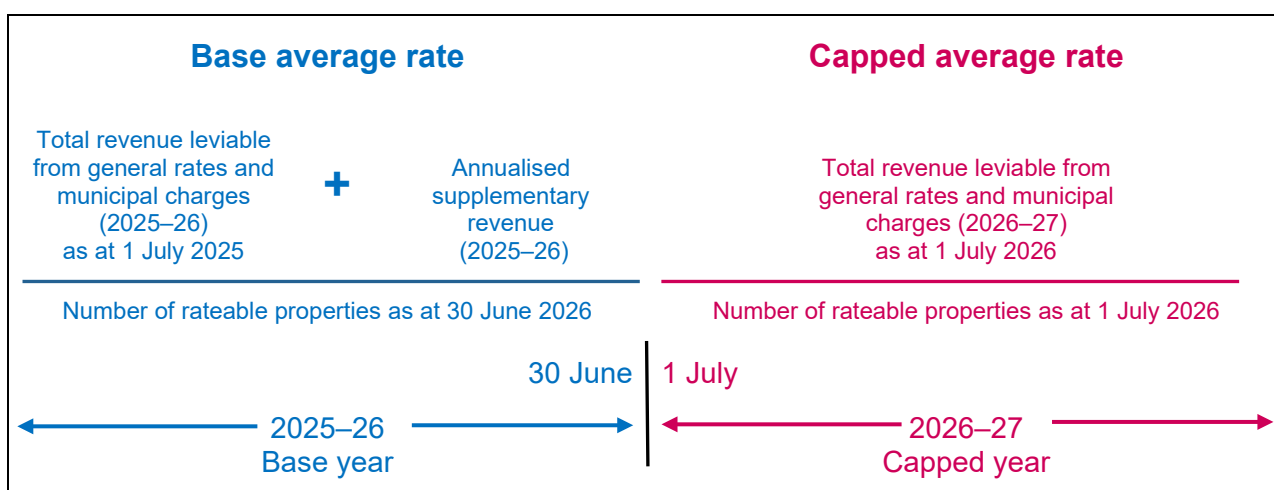 Base average rate
Total revenue leviable
from general rates and
municipal charges
(2025–26)
as at 1 July 2025
+
Annualised
supplementary
revenue
(2025–26)
Number of rateable properties as at 30 June 2026
Capped average rate
Total revenue leviable from
general rates and municipal
charges (2026–27)
as at 1 July 2026
Number of rateable properties as at 1 July 2026
30 June
1 July
2025–26
Base year
2026–27
Capped year